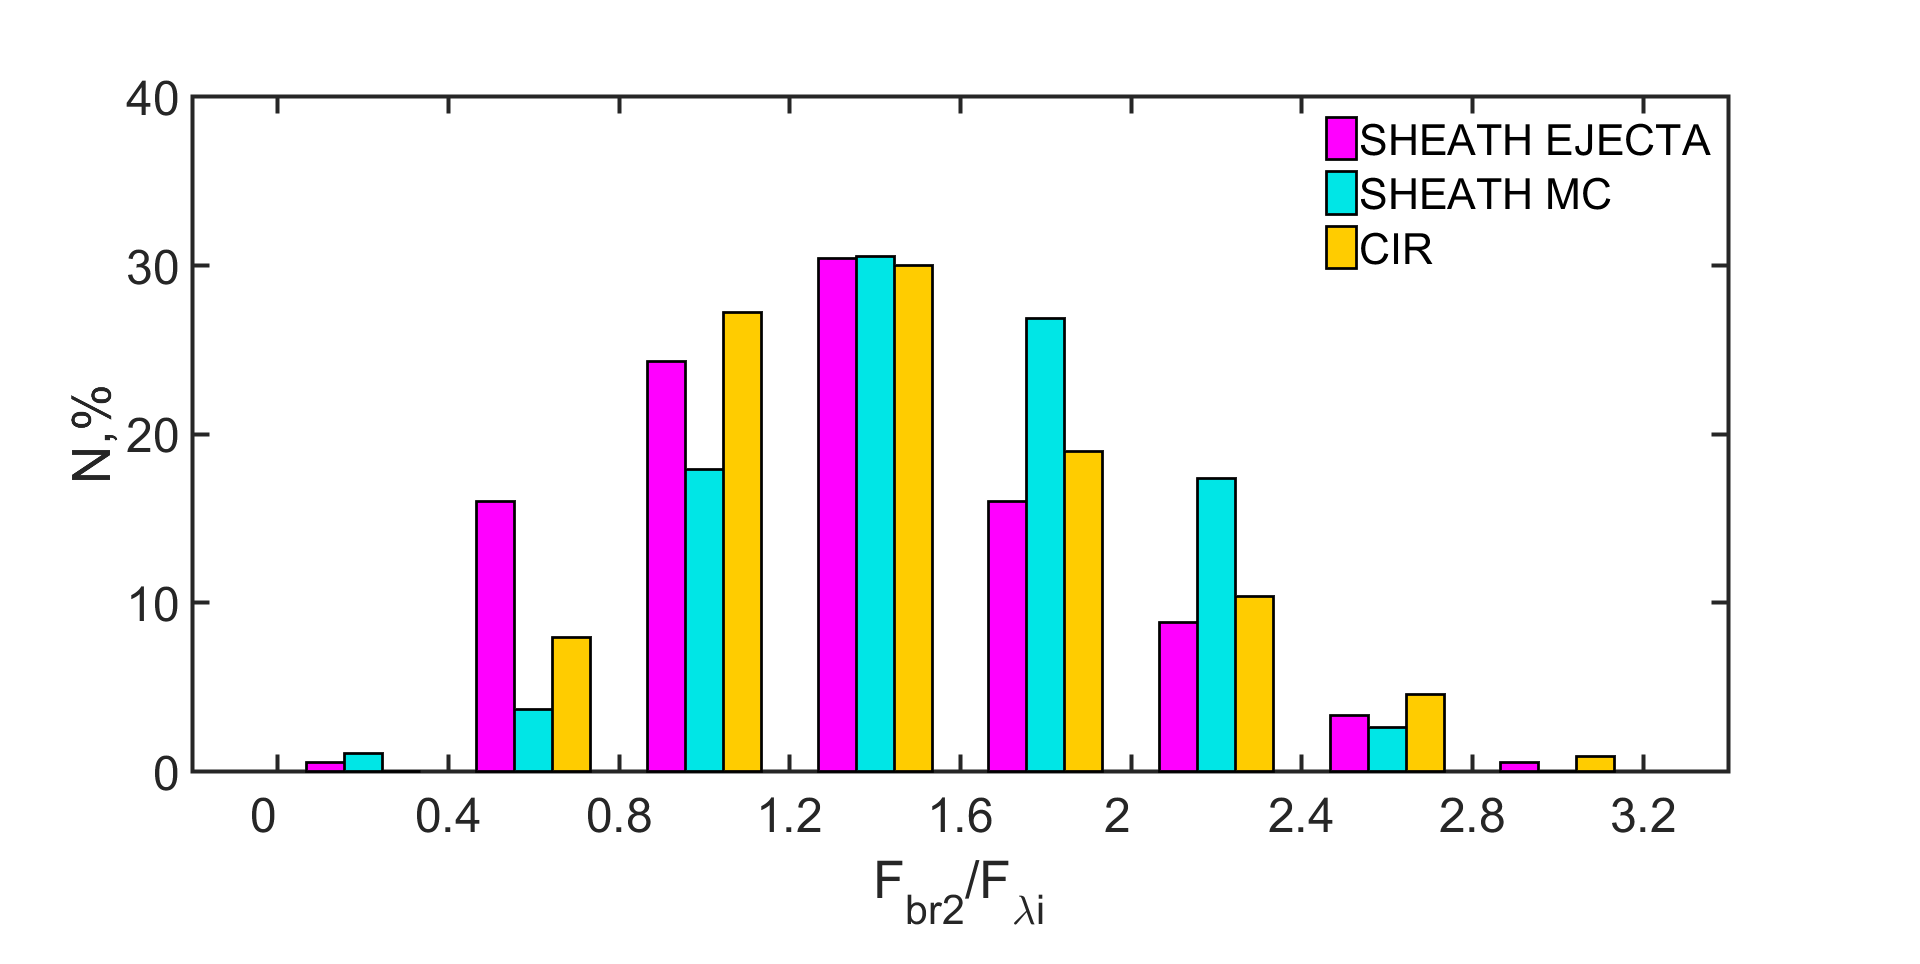 40
SHEATH EJECTA
SHEATH MC
30
CIR
N,%
20
10
0
0 0.4 0.8 1.2 1.6 2 2.4 2.8 3.2
F_br2/F_λi